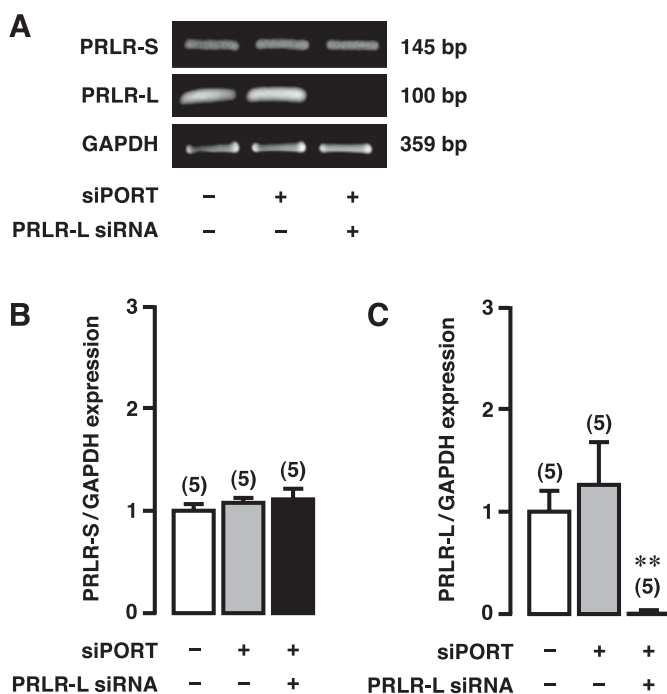 A
PRLR-S 145 bp
PRLR-L 100 bp
GAPDH 359 bp
siPORT – + +
PRLR-L siRNA – – +
B
PRLR-S/GAPDH expression
3
2
1
0
(5) (5) (5)
siPORT – + +
PRLR-L siRNA – – +
C
PRLR-L/GAPDH expression
3
2
1
0
(5) (5) ** (5)
siPORT – + +
PRLR-L siRNA – – +